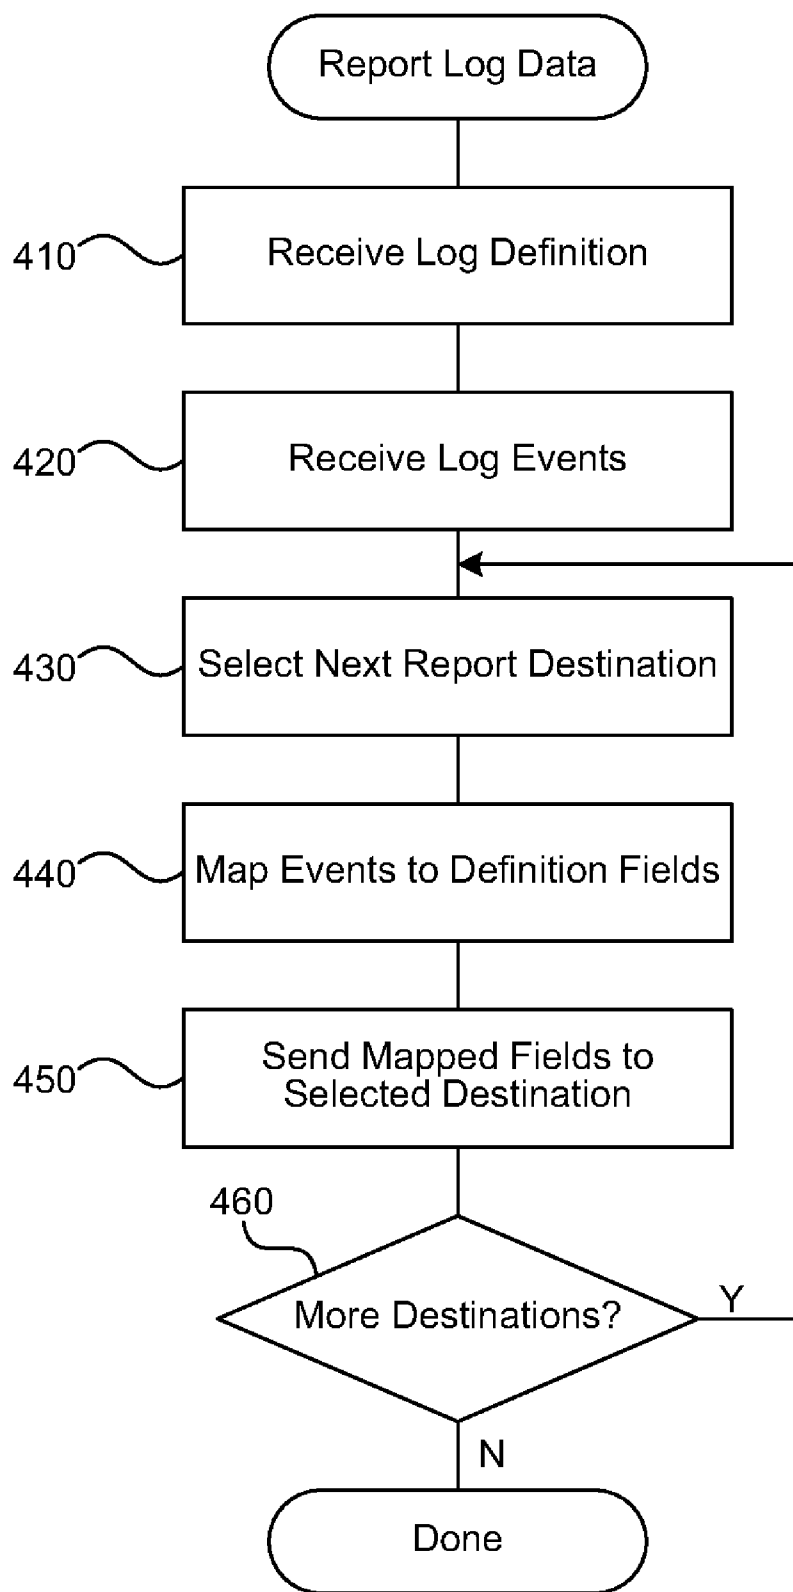 Report Log Data
410
Receive Log Definition
420
Receive Log Events
430
Select Next Report Destination
440
Map Events to Definition Fields
450
Send Mapped Fields to
Selected Destination
460
More Destinations?
Y
N
Done